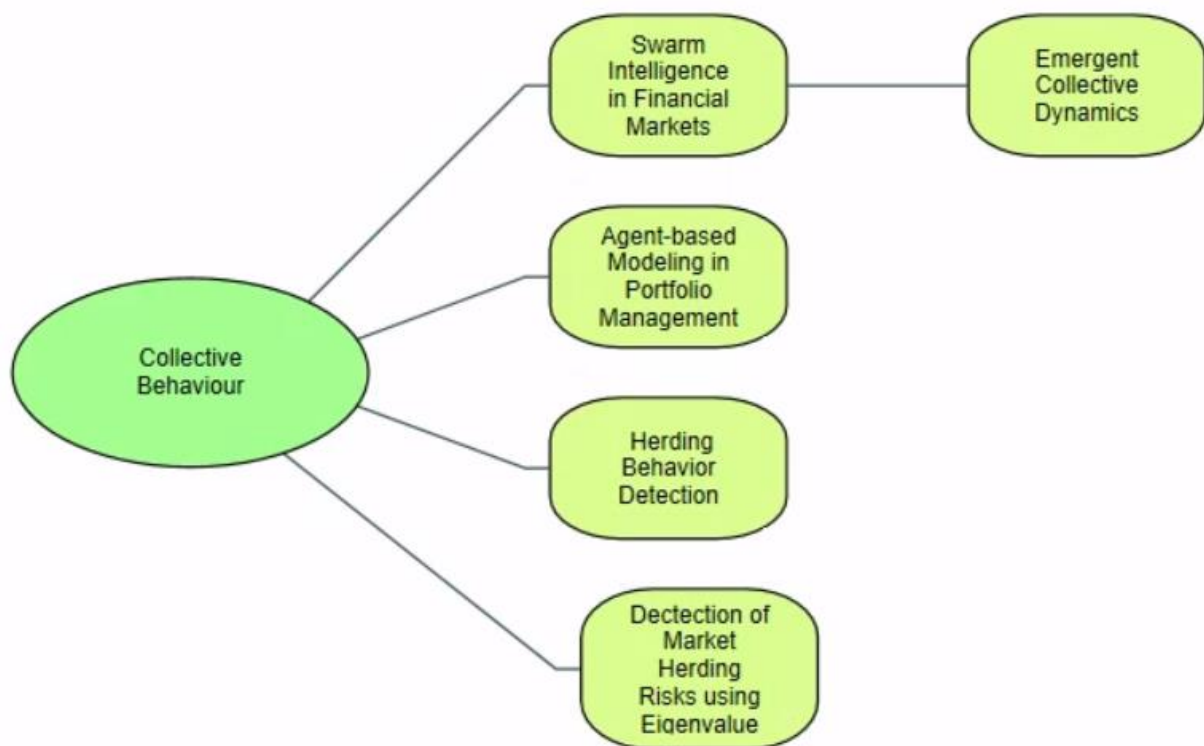 Swarm
Intelligence
in Financial
Markets
Emergent
Collective
Dynamics
Agent-based
Modeling in
Portfolio
Management
Collective
Behaviour
Herding
Behavior
Detection
Dectection of
Market
Herding
Risks using
Eigenvalue